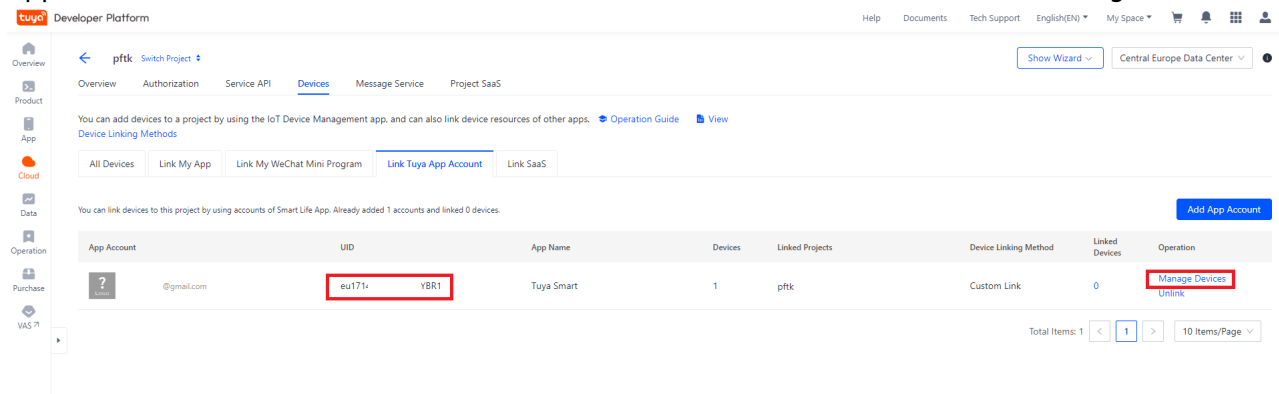 tuya Developer Platform
Help Documents Tech Support English(EN) My Space
Overview
Product
App
Cloud
Data
Operation
Purchase
VAS
pftk Switch Project
Show Wizard
Central Europe Data Center
Overview Authorization Service API Devices Message Service Project SaaS
You can add devices to a project by using the IoT Device Management app, and can also link device resources of other apps. Operation Guide View
Device Linking Methods
All Devices Link My App Link My WeChat Mini Program Link Tuya App Account Link SaaS
You can link devices to this project by using accounts of Smart Life App. Already added 1 accounts and linked 0 devices.
Add App Account
App Account UID App Name Devices Linked Projects Device Linking Method Linked Devices Operation
? @gmail.com eu1714 YBR1 Tuya Smart 1 pftk Custom Link 0 Manage Devices
Unlink
Total Items: 1 < 1 > 10 Items/Page